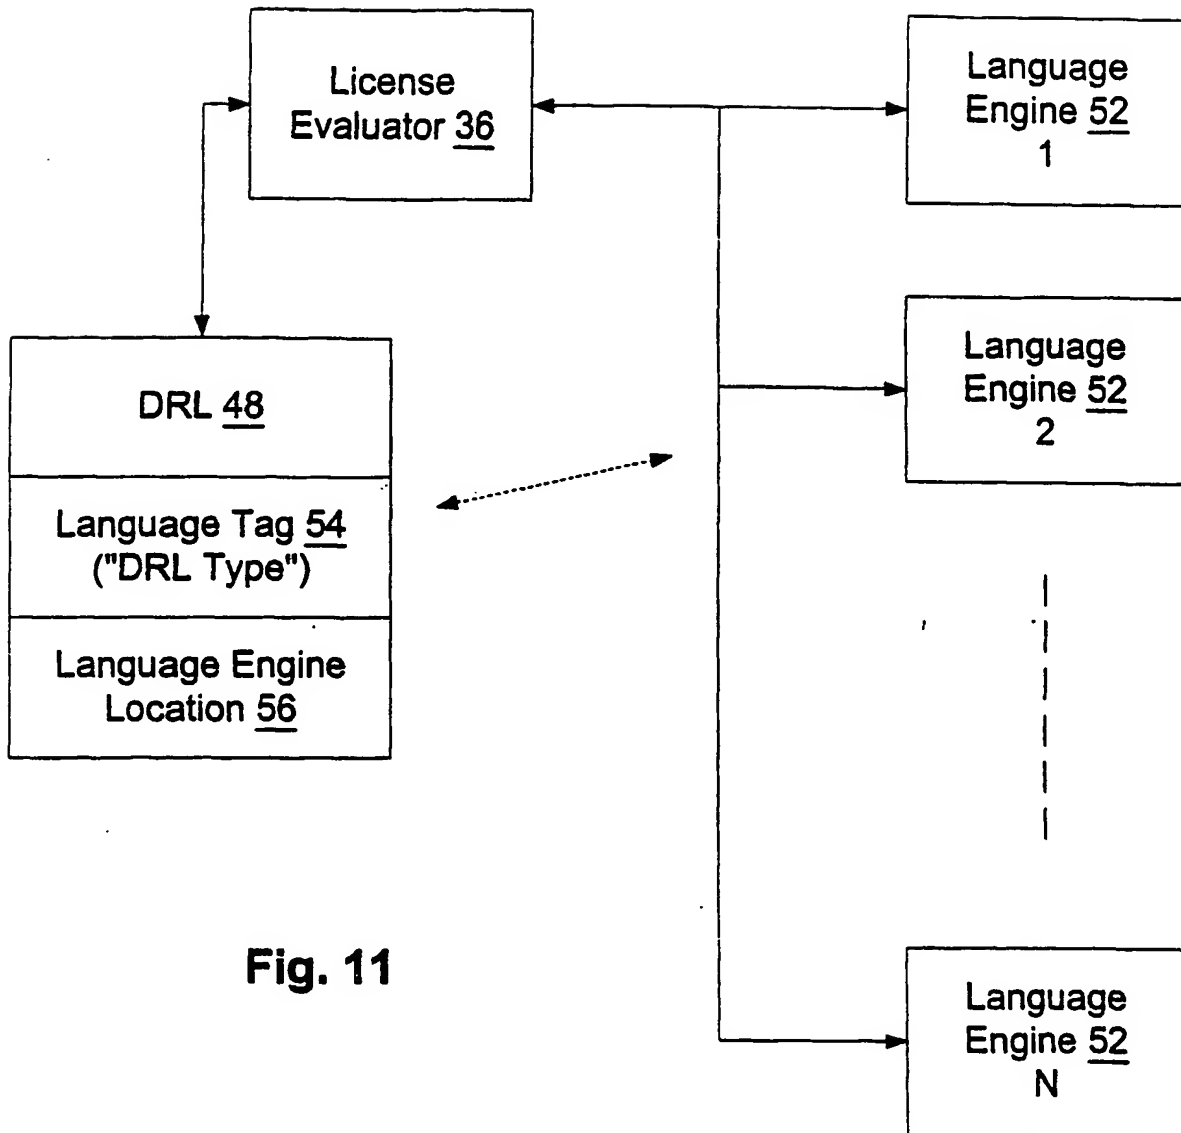 License
Evaluator 36
Language
Engine 52
1
Language
Engine 52
2
DRL 48
Language Tag 54
("DRL Type")
Language Engine
Location 56
Fig. 11
Language
Engine 52
N